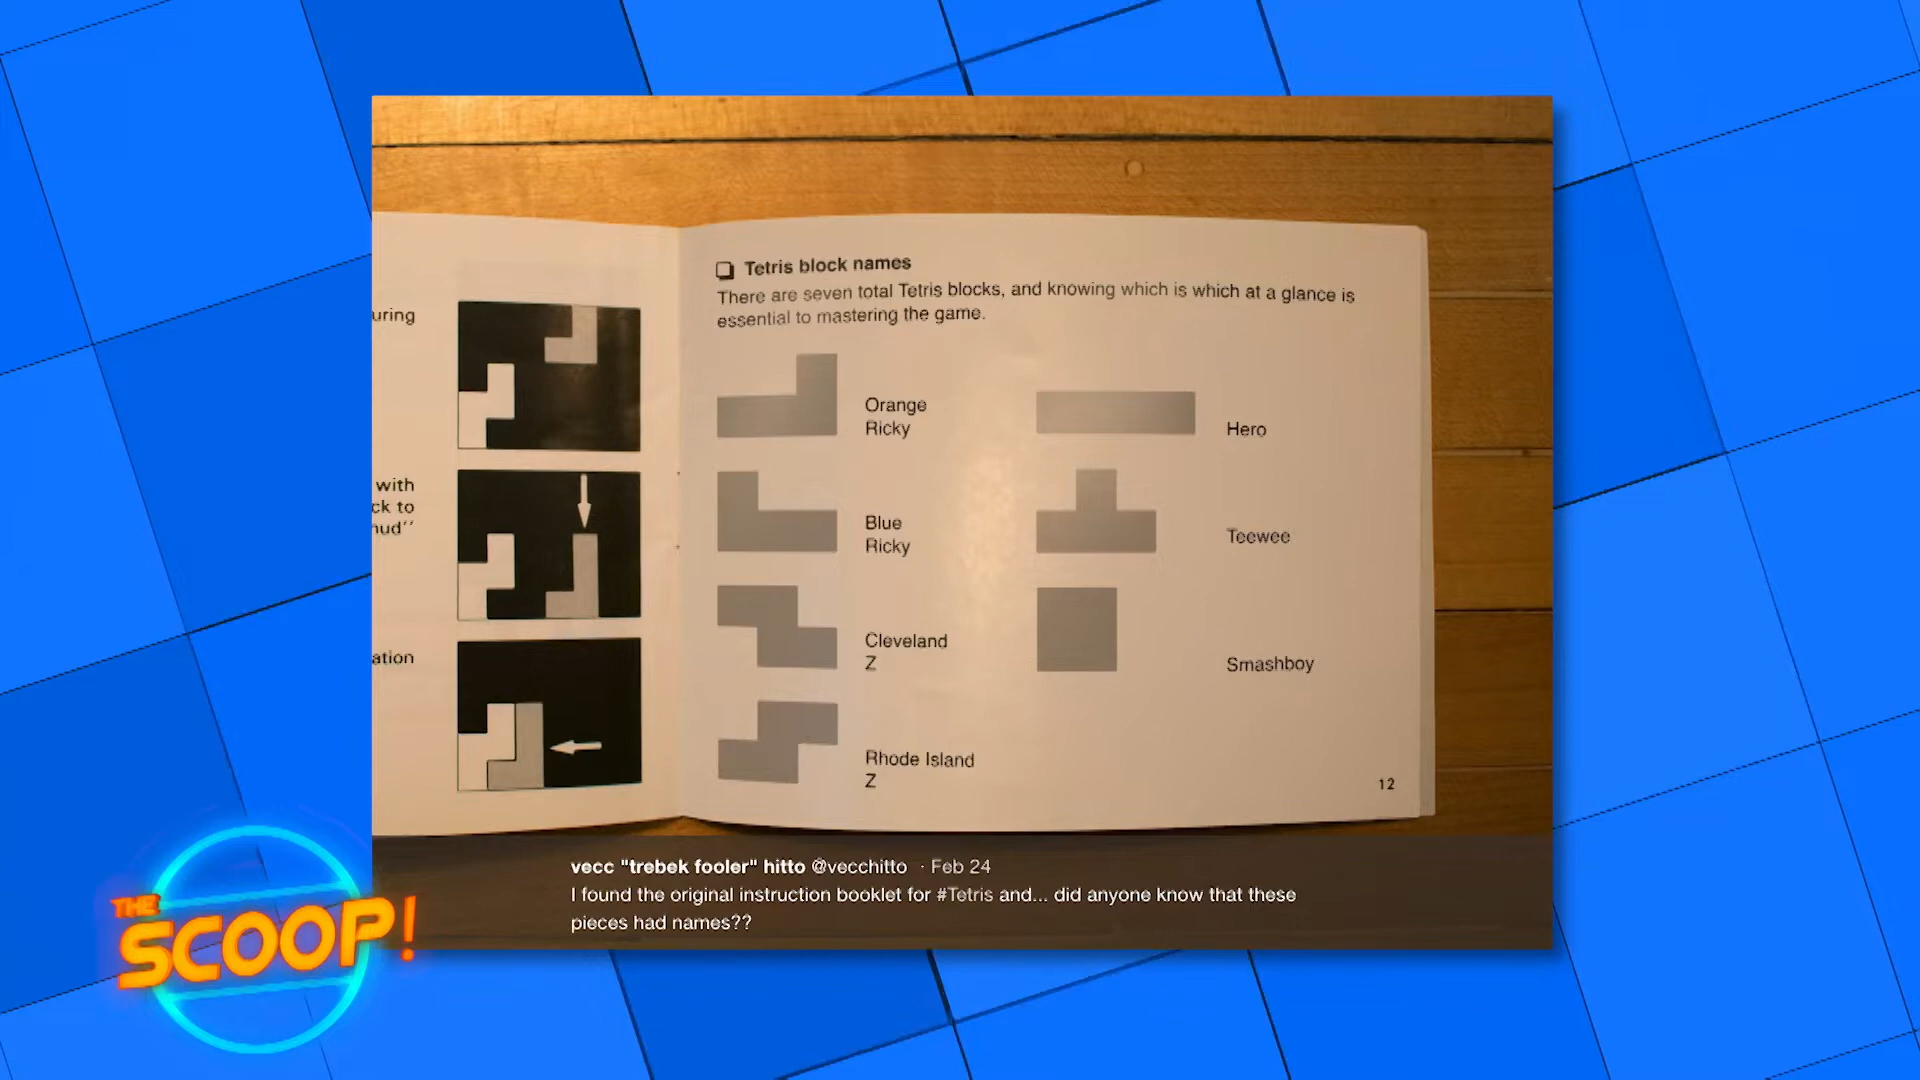 uring
with
ck to
nud''
ation
Tetris block names
There are seven total Tetris blocks, and knowing which is which at a glance is
essential to mastering the game.
Orange
Ricky
Blue
Ricky
Cleveland
Z
Rhode Island
Z
Hero
Teewee
Smashboy
12
vecc "trebek fooler" hitto @vecchitto · Feb 24
I found the original instruction booklet for #Tetris and... did anyone know that these
pieces had names??
THE
SCOOP!